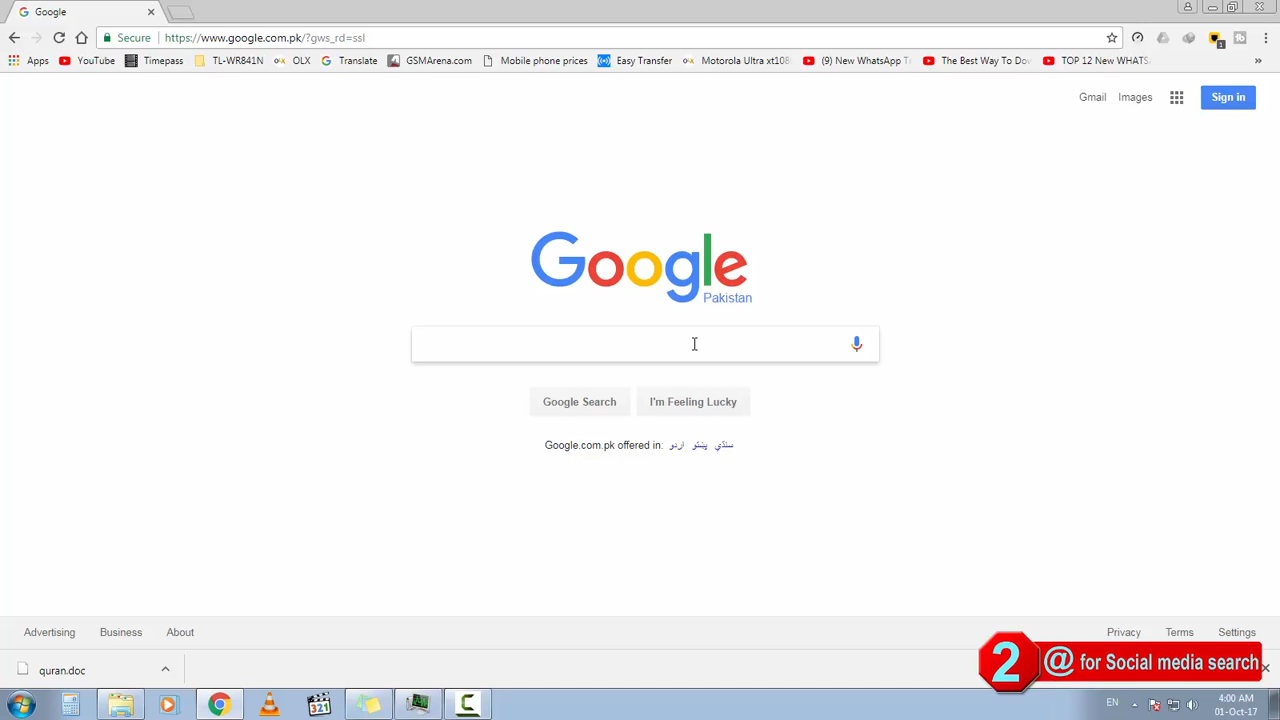 Google
Secure https://www.google.com.pk/?gws_rd=ssl
Apps YouTube Timepass TL-WR841N OLX Translate GSMArena.com Mobile phone prices Easy Transfer Motorola Ultra xt108 (9) New WhatsApp T The Best Way To Do TOP 12 New WHATS
Gmail Images Sign in
Google
Pakistan
Google Search I'm Feeling Lucky
Google.com.pk offered in: اردو پښتو سنڌي
Advertising Business About Privacy Terms Settings
quran.doc
2 @ for Social media search
EN 4:00 AM
01-Oct-17